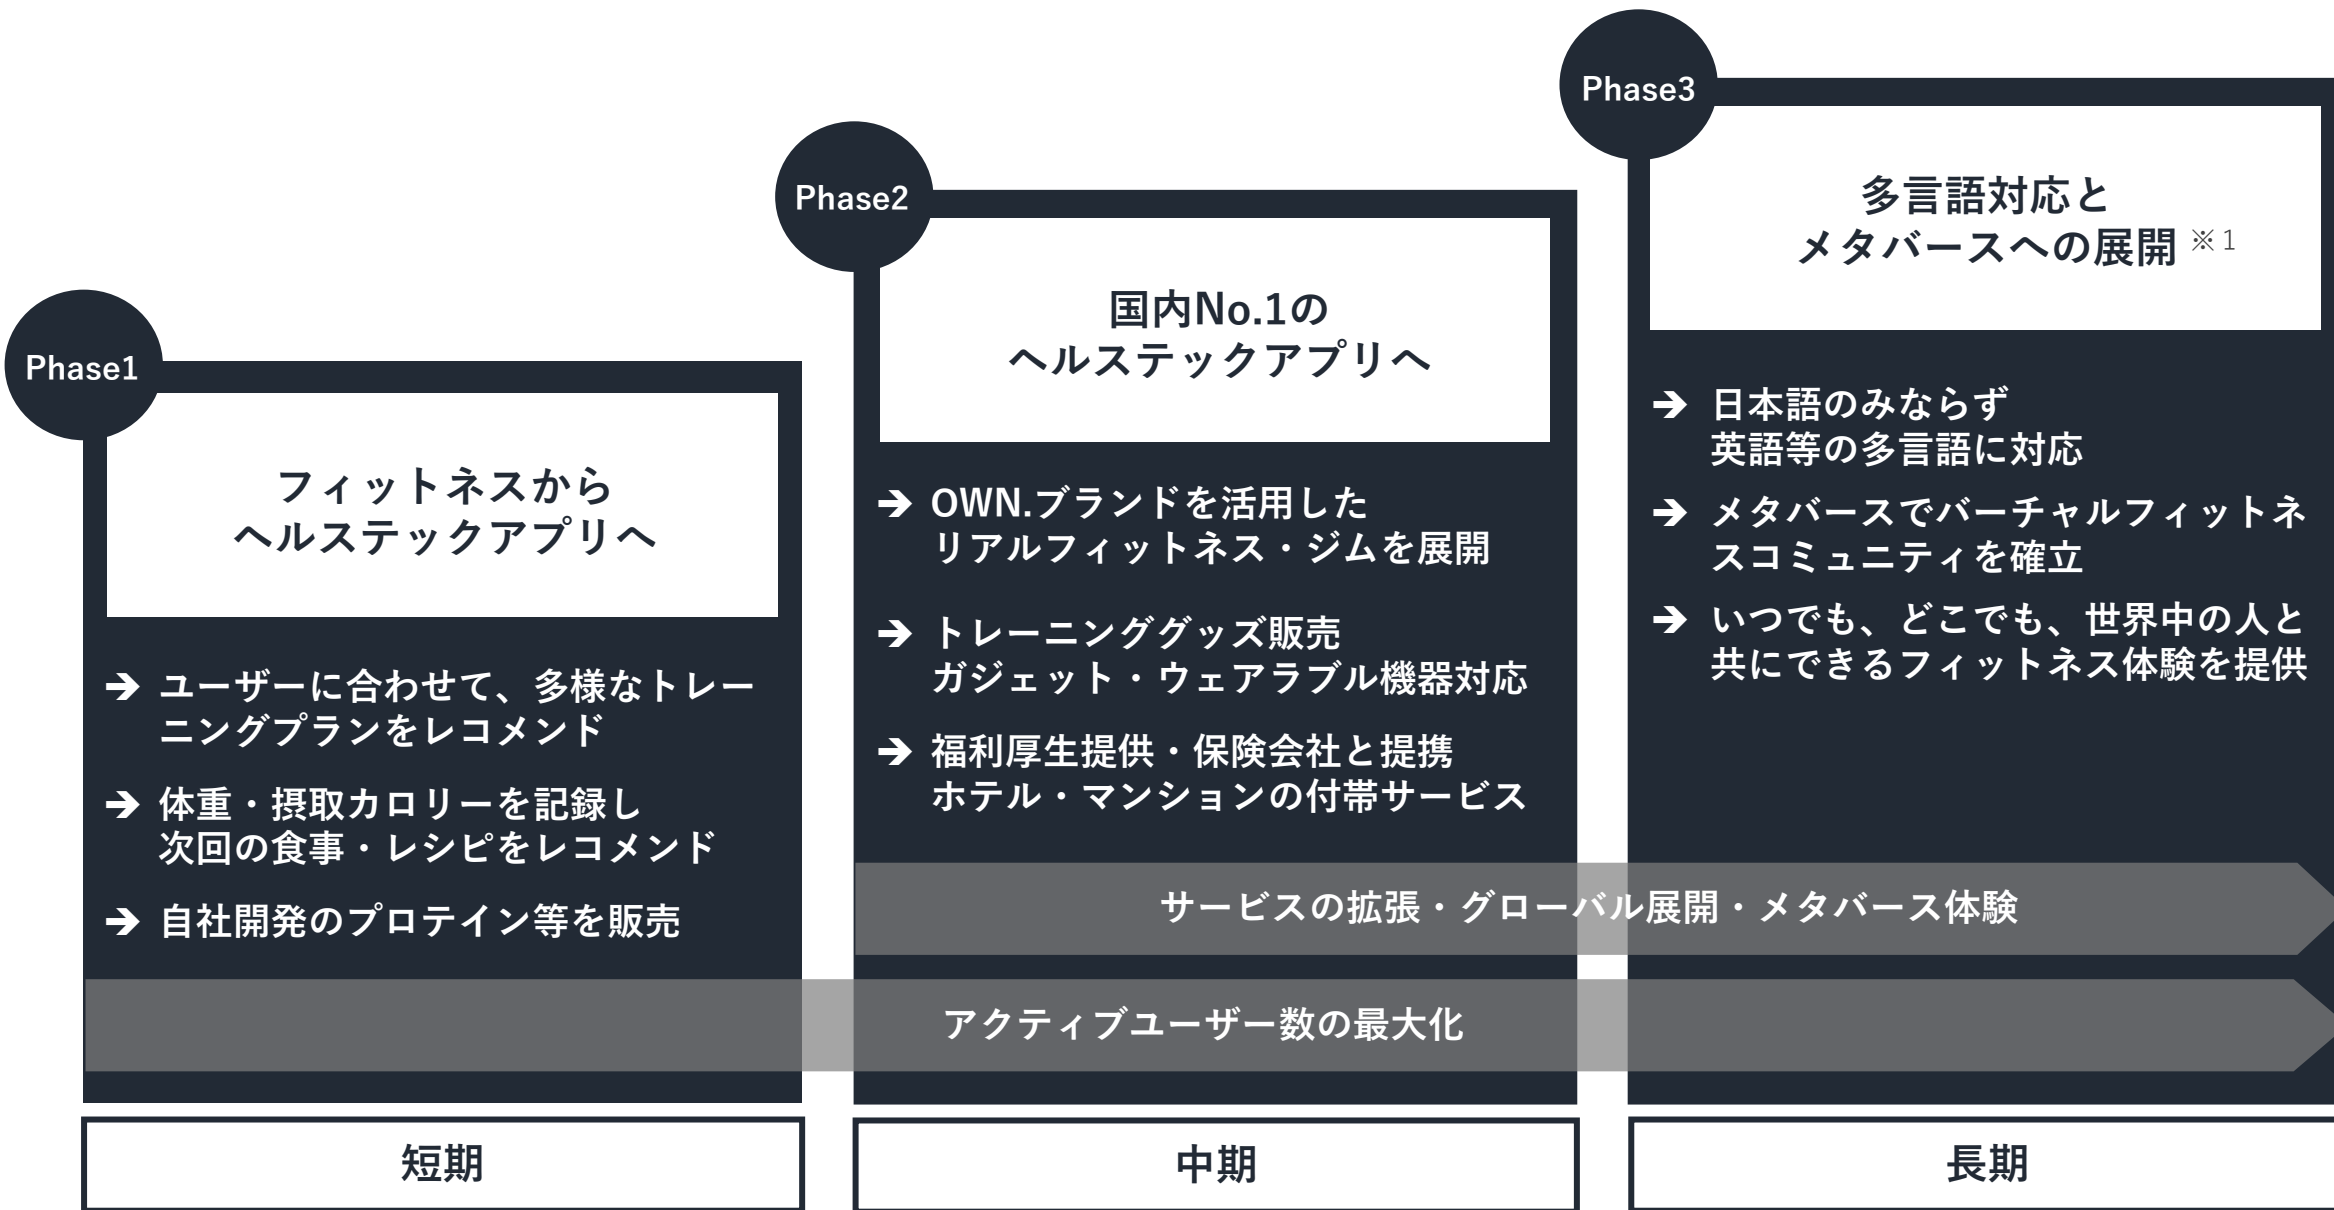 Phase1
フィットネスから
ヘルステックアプリへ
➔ ユーザーに合わせて、多様なトレー
ニングプランをレコメンド
➔ 体重・摂取カロリーを記録し
次回の食事・レシピをレコメンド
➔ 自社開発のプロテイン等を販売
Phase2
国内No.1の
ヘルステックアプリへ
➔ OWN.ブランドを活用した
リアルフィットネス・ジムを展開
➔ トレーニンググッズ販売
ガジェット・ウェアラブル機器対応
➔ 福利厚生提供・保険会社と提携
ホテル・マンションの付帯サービス
Phase3
多言語対応と
メタバースへの展開 ※1
➔ 日本語のみならず
英語等の多言語に対応
➔ メタバースでバーチャルフィットネ
スコミュニティを確立
➔ いつでも、どこでも、世界中の人と
共にできるフィットネス体験を提供
サービスの拡張・グローバル展開・メタバース体験
アクティブユーザー数の最大化
短期
中期
長期